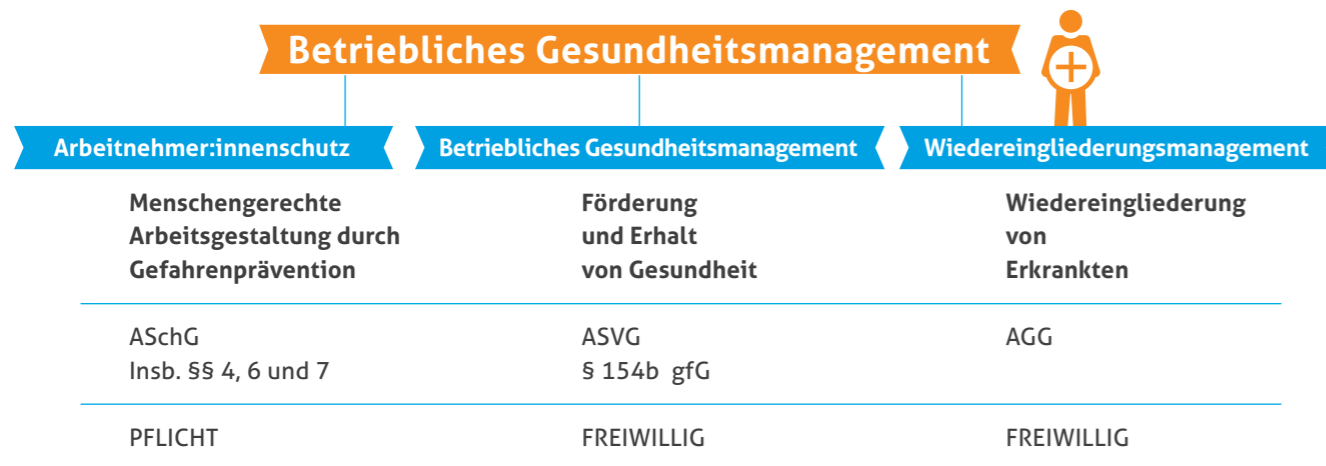 Betriebliches Gesundheitsmanagement
Arbeitnehmer:innenschutz
Betriebliches Gesundheitsmanagement
Wiedereingliederungsmanagement
Menschengerechte
Arbeitsgestaltung durch
Gefahrenprävention
Förderung
und Erhalt
von Gesundheit
Wiedereingliederung
von
Erkrankten
ASchG
Insb. §§ 4, 6 und 7
ASVG
§ 154b gfG
AGG
PFLICHT
FREIWILLIG
FREIWILLIG